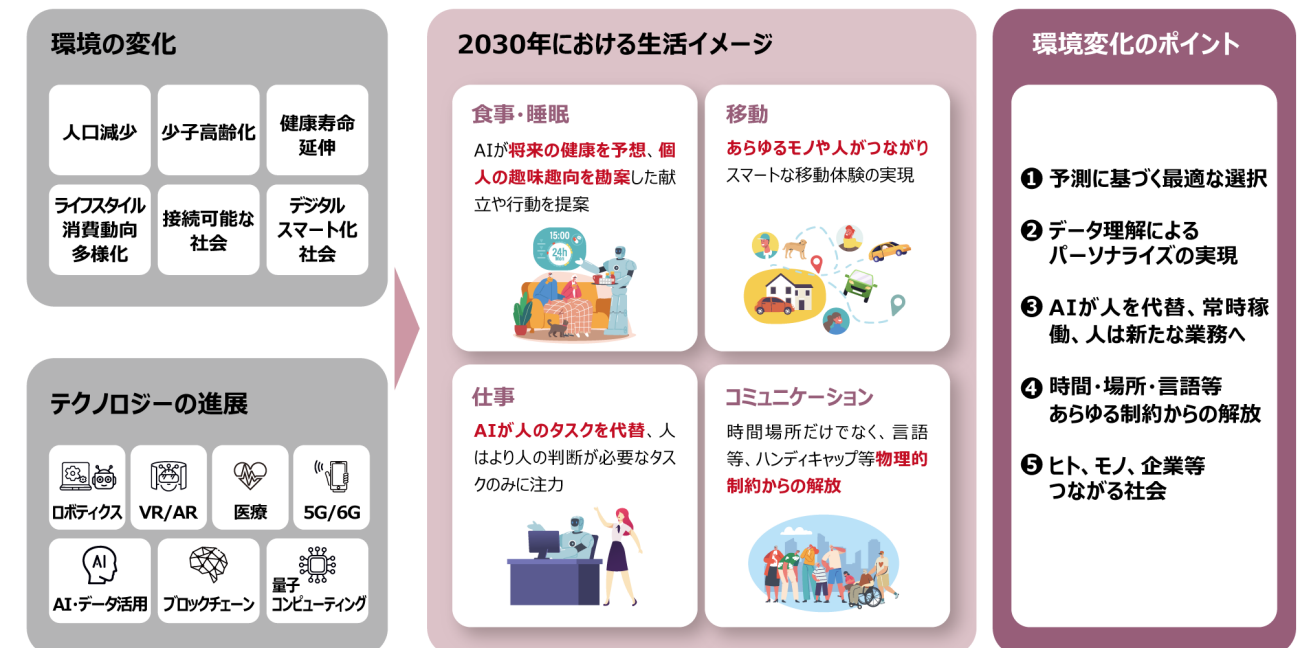 環境の変化
人口減少
少子高齢化
健康寿命
延伸
ライフスタイル
消費動向
多様化
接続可能な
社会
デジタル
スマート化
社会
テクノロジーの進展
ロボティクス
VR/AR
医療
5G/6G
AI
AI・データ活用
ブロックチェーン
量子
コンピューティング
2030年における生活イメージ
食事・睡眠
AIが将来の健康を予想、個
人の趣味趣向を勘案した献
立や行動を提案
15:00
24h
移動
あらゆるモノや人がつながり
スマートな移動体験の実現
仕事
AIが人のタスクを代替、人
はより人の判断が必要なタス
クのみに注力
コミュニケーション
時間場所だけでなく、言語
等、ハンディキャップ等物理的
制約からの解放
環境変化のポイント
❶ 予測に基づく最適な選択
❷ データ理解による
パーソナライズの実現
❸ AIが人を代替、常時稼
働、人は新たな業務へ
❹ 時間・場所・言語等
あらゆる制約からの解放
❺ ヒト、モノ、企業等
つながる社会